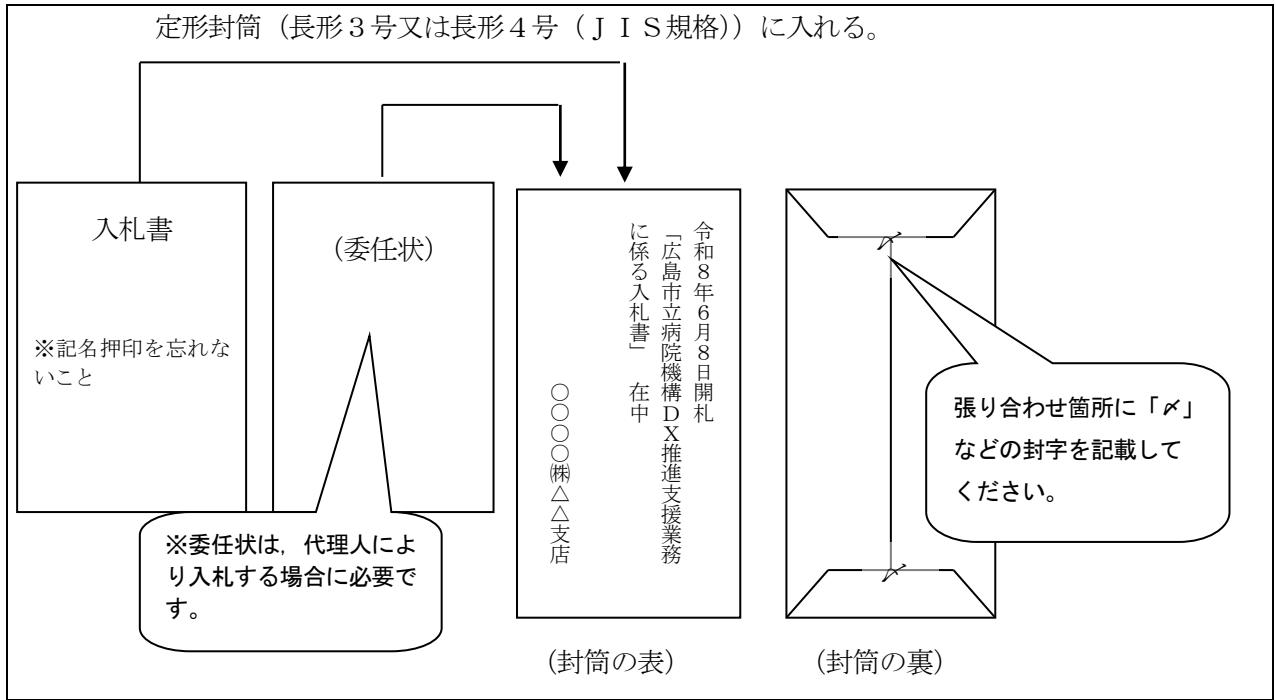 定形封筒（長形３号又は長形４号（ＪＩＳ規格））に入れる。
入札書
※記名押印を忘れな
いこと
（委任状）
※委任状は，代理人によ
り入札する場合に必要で
す。
令和８年６月８日開札
「広島市立病院機構ＤＸ推進支援業務
に係る入札書」　在中
○○○○㈱△△支店
（封筒の表）
〆
張り合わせ箇所に「〆」
などの封字を記載して
ください。
〆
（封筒の裏）